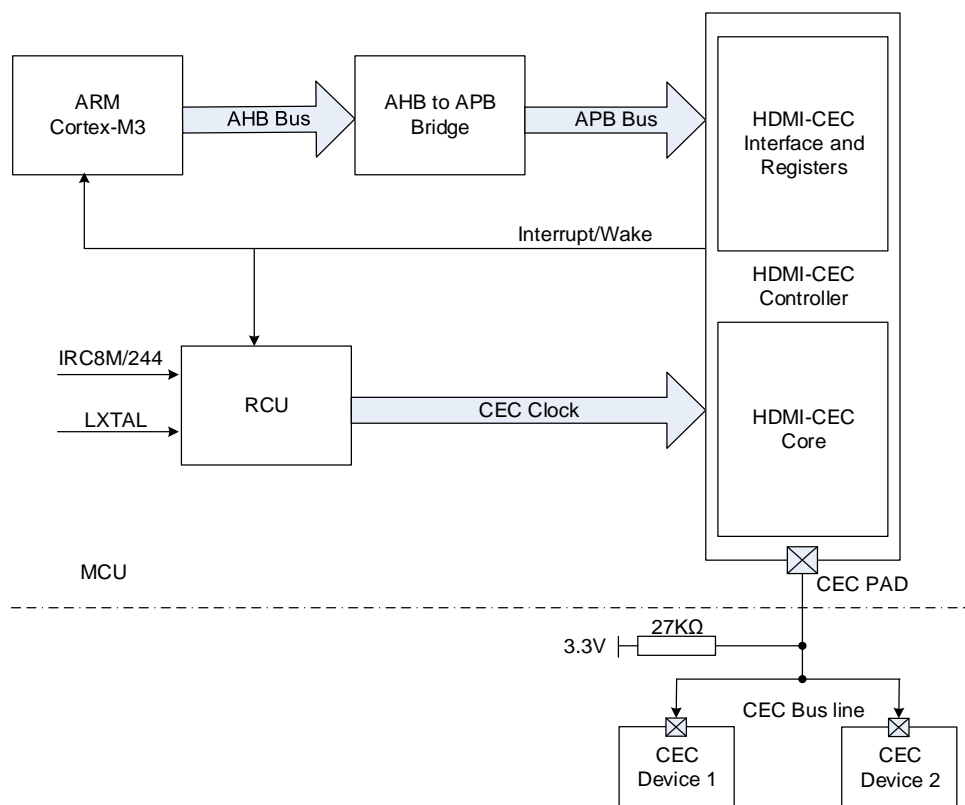 ARM
Cortex-M3
AHB Bus
AHB to APB
Bridge
APB Bus
HDMI-CEC
Interface and
Registers
Interrupt/Wake
HDMI-CEC
Controller
IRC8M/244
LXTAL
RCU
CEC Clock
HDMI-CEC
Core
MCU
CEC PAD
3.3V
27KΩ
CEC Bus line
CEC
Device 1
CEC
Device 2